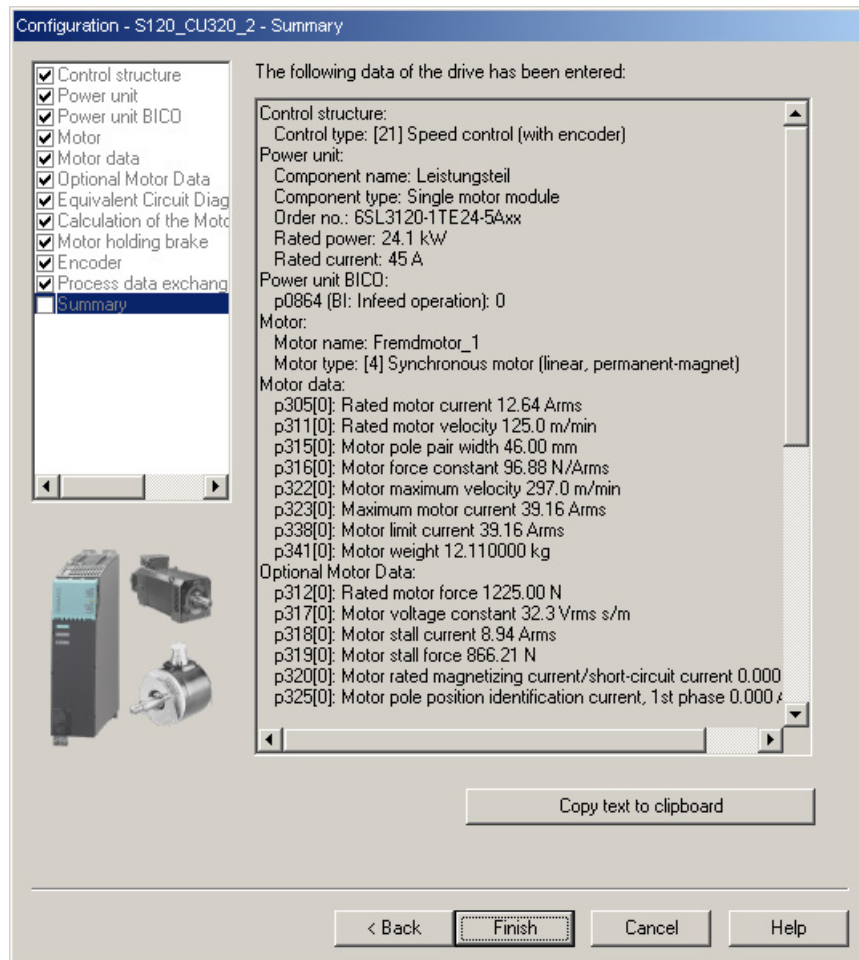 Configuration - S120_CU320_2 - Summary
Control structure
Power unit
Power unit BICO
Motor
Motor data
Optional Motor Data
Equivalent Circuit Diag
Calculation of the Moto
Motor holding brake
Encoder
Process data exchang
Summary
The following data of the drive has been entered:
Control structure:
Control type: [21] Speed control (with encoder)
Power unit:
Component name: Leistungsteil
Component type: Single motor module
Order no.: 6SL3120-1TE24-5Axx
Rated power: 24.1 kW
Rated current: 45 A
Power unit BICO:
p0864 (BI: Infeed operation): 0
Motor:
Motor name: Fremdmotor_1
Motor type: [4] Synchronous motor (linear, permanent-magnet)
Motor data:
p305[0]: Rated motor current 12.64 Arms
p311[0]: Rated motor velocity 125.0 m/min
p315[0]: Motor pole pair width 46.00 mm
p316[0]: Motor force constant 96.88 N/Arms
p322[0]: Motor maximum velocity 297.0 m/min
p323[0]: Maximum motor current 39.16 Arms
p338[0]: Motor limit current 39.16 Arms
p341[0]: Motor weight 12.110000 kg
Optional Motor Data:
p312[0]: Rated motor force 1225.00 N
p317[0]: Motor voltage constant 32.3 Vrms s/m
p318[0]: Motor stall current 8.94 Arms
p319[0]: Motor stall force 866.21 N
p320[0]: Motor rated magnetizing current/short-circuit current 0.000
p325[0]: Motor pole position identification current, 1st phase 0.000
Copy text to clipboard
< Back
Finish
Cancel
Help